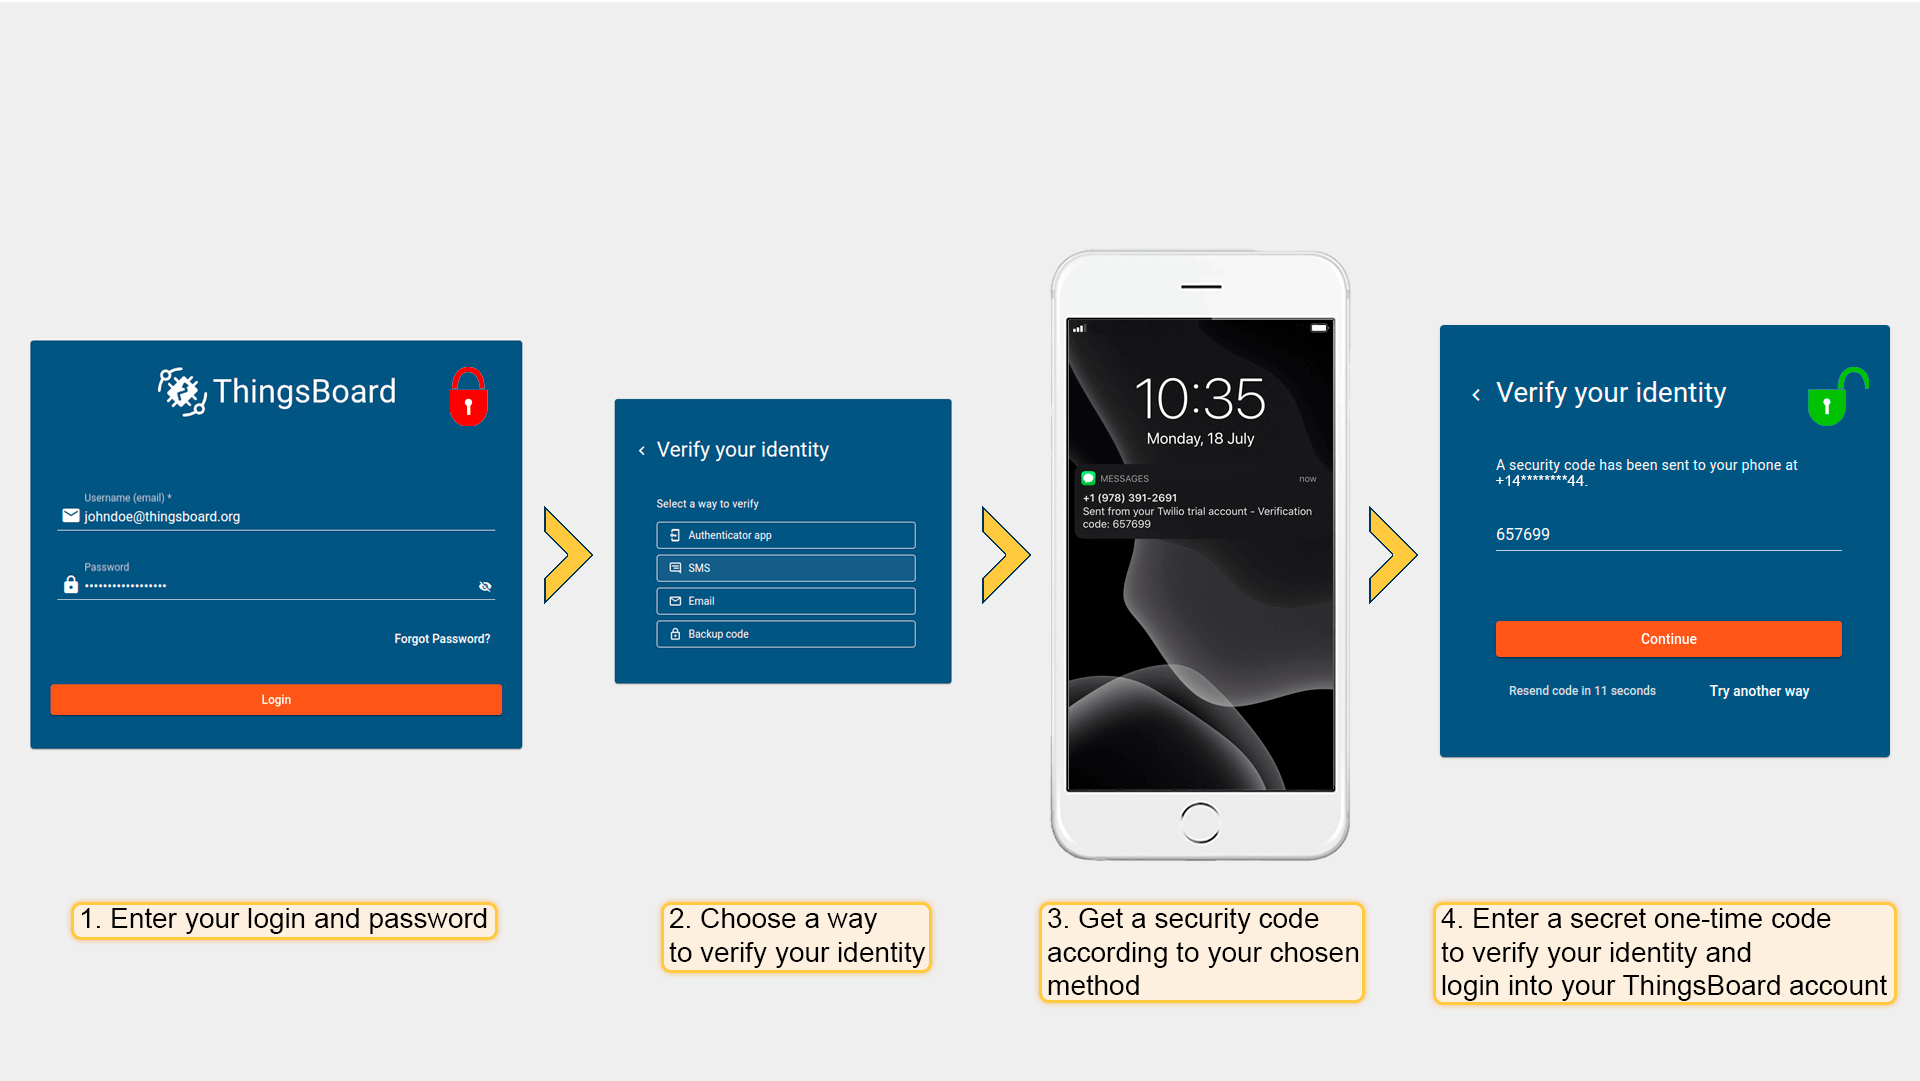 ThingsBoard
Username (email) *
johndoe@thingsboard.org
Password
••••••••••••••••••
Forgot Password?
Login
Verify your identity
Select a way to verify
Authenticator app
SMS
Email
Backup code
10:35
Monday, 18 July
MESSAGES
now
+1 (978) 391-2691
Sent from your Twilio trial account - Verification
code: 657699
Verify your identity
A security code has been sent to your phone at
+14********44.
657699
Continue
Resend code in 11 seconds
Try another way
1. Enter your login and password
2. Choose a way
to verify your identity
3. Get a security code
according to your chosen
method
4. Enter a secret one-time code
to verify your identity and
login into your ThingsBoard account